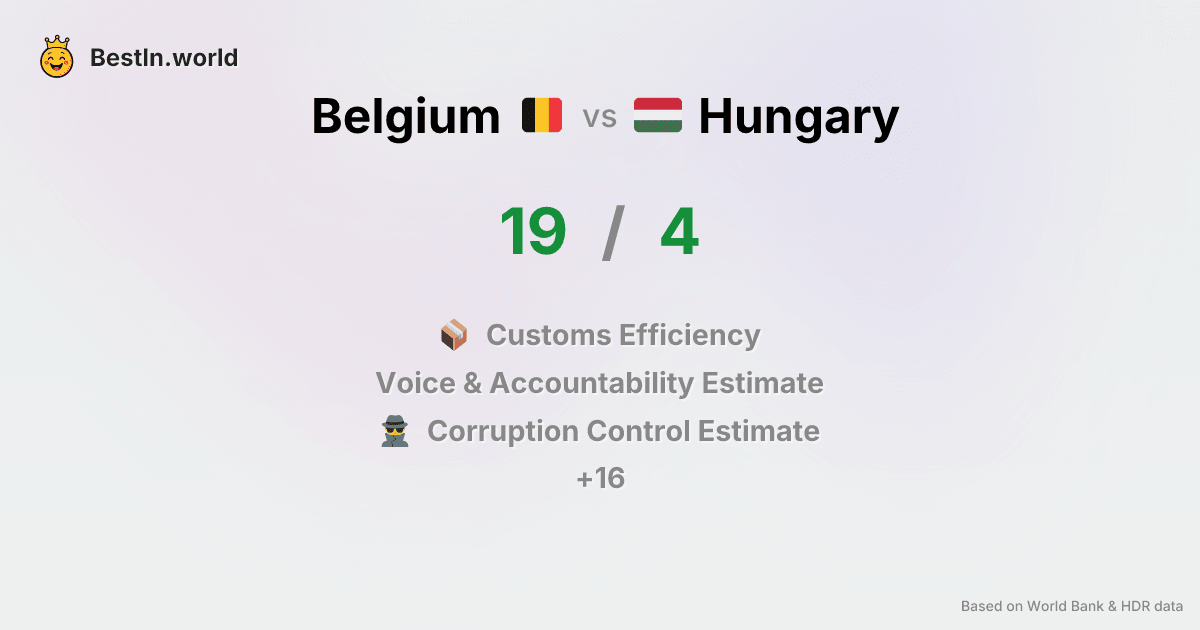 BestIn.world
Belgium vs Hungary
19 / 4
Customs Efficiency
Voice & Accountability Estimate
Corruption Control Estimate
+16
Based on World Bank & HDR data